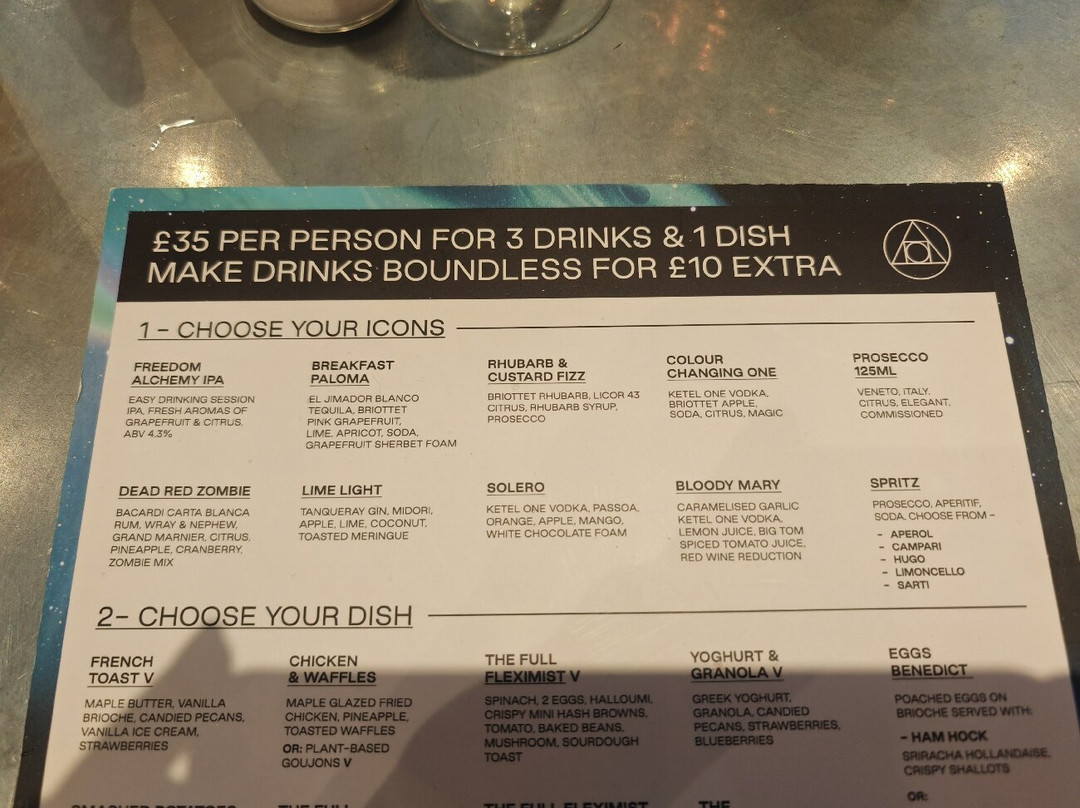 £35 PER PERSON FOR 3 DRINKS & 1 DISH
MAKE DRINKS BOUNDLESS FOR £10 EXTRA
1 - CHOOSE YOUR ICONS
FREEDOM
ALCHEMY IPA
EASY DRINKING SESSION
IPA, FRESH AROMAS OF
GRAPEFRUIT & CITRUS.
ABV 4.3%
BREAKFAST
PALOMA
EL JIMADOR BLANCO
TEQUILA, BRIOTTET
PINK GRAPEFRUIT,
LIME, APRICOT, SODA,
GRAPEFRUIT SHERBET FOAM
RHUBARB &
CUSTARD FIZZ
BRIOTTET RHUBARB, LICOR 43
CITRUS, RHUBARB SYRUP,
PROSECCO
COLOUR
CHANGING ONE
KETEL ONE VODKA,
BRIOTTET APPLE,
SODA, CITRUS, MAGIC
PROSECCO
125ML
VENETO, ITALY.
CITRUS, ELEGANT,
COMMISSIONED
DEAD RED ZOMBIE
BACARDI CARTA BLANCA
RUM, WRAY & NEPHEW,
GRAND MARNIER, CITRUS,
PINEAPPLE, CRANBERRY,
ZOMBIE MIX
LIME LIGHT
TANQUERAY GIN, MIDORI,
APPLE, LIME, COCONUT,
TOASTED MERINGUE
SOLERO
KETEL ONE VODKA, PASSOA,
ORANGE, APPLE, MANGO,
WHITE CHOCOLATE FOAM
BLOODY MARY
CARAMELISED GARLIC
KETEL ONE VODKA,
LEMON JUICE, BIG TOM
SPICED TOMATO JUICE,
RED WINE REDUCTION
SPRITZ
PROSECCO, APERITIF,
SODA. CHOOSE FROM -
- APEROL
- CAMPARI
- HUGO
- LIMONCELLO
- SARTI
2- CHOOSE YOUR DISH
FRENCH
TOAST V
MAPLE BUTTER, VANILLA
BRIOCHE, CANDIED PECANS,
VANILLA ICE CREAM,
STRAWBERRIES
CHICKEN
& WAFFLES
MAPLE GLAZED FRIED
CHICKEN, PINEAPPLE,
TOASTED WAFFLES
OR: PLANT-BASED
GOUJONS V
THE FULL
FLEXIMIST V
SPINACH, 2 EGGS, HALLOUMI,
CRISPY MINI HASH BROWNS,
TOMATO, BAKED BEANS,
MUSHROOM, SOURDOUGH
TOAST
YOGHURT &
GRANOLA V
GREEK YOGHURT,
GRANOLA, CANDIED
PECANS, STRAWBERRIES,
BLUEBERRIES
EGGS
BENEDICT
POACHED EGGS ON
BRIOCHE SERVED WITH:
- HAM HOCK
SRIRACHA HOLLANDAISE,
CRISPY SHALLOTS
OR:
SMASHED POTATOES
THE FULL
THE FULL FLEXIMIST
THE